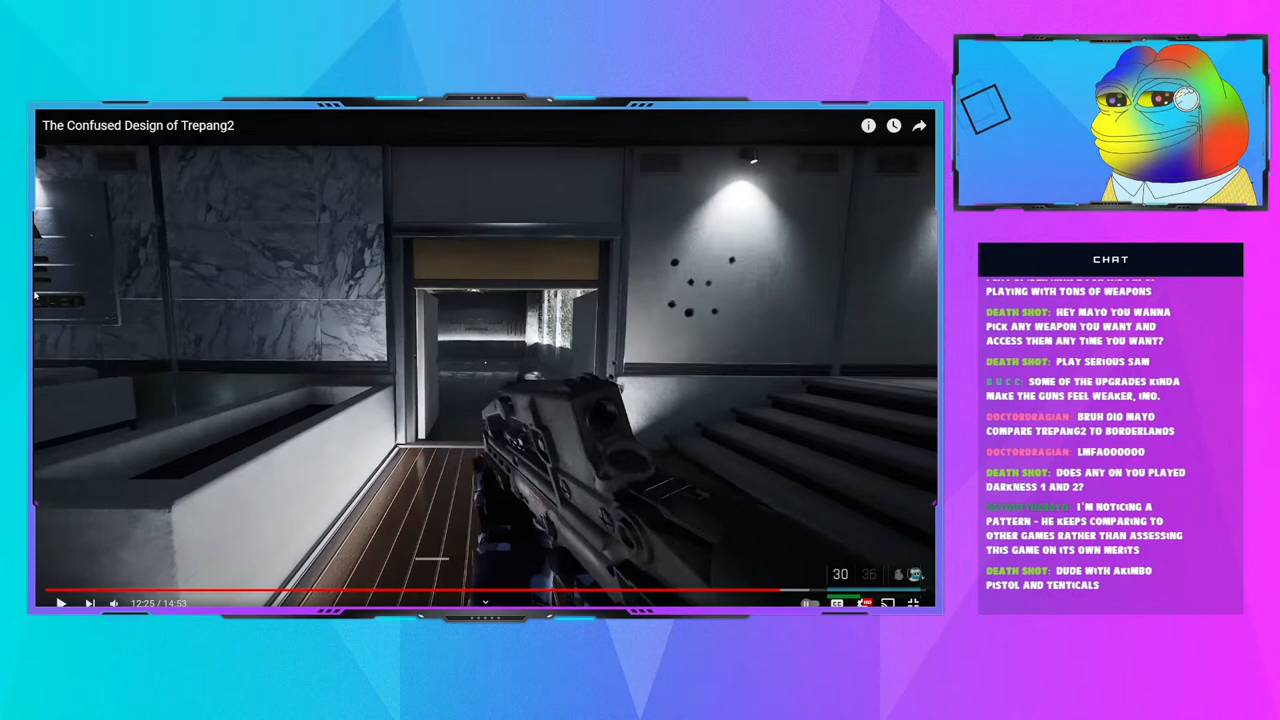 The Confused Design of Trepang2
CHAT
PLAYING WITH TONS OF WEAPONS
DEATH SHOT: HEY MAYO YOU WANNA
PICK ANY WEAPON YOU WANT AND
ACCESS THEM ANY TIME YOU WANT?
DEATH SHOT: PLAY SERIOUS SAM
B U C C: SOME OF THE UPGRADES KINDA
MAKE THE GUNS FEEL WEAKER, IMO.
DOCTORDRAGIAN: BRUH DID MAYO
COMPARE TREPANG2 TO BORDERLANDS
DOCTORDRAGIAN: LMFAOOOOOO
DEATH SHOT: DOES ANY ON YOU PLAYED
DARKNESS 1 AND 2?
I'M NOTICING A
PATTERN - HE KEEPS COMPARING TO
OTHER GAMES RATHER THAN ASSESSING
THIS GAME ON ITS OWN MERITS
DEATH SHOT: DUDE WITH AKIMBO
PISTOL AND TENTICALS
30 36
12:25 / 14:53